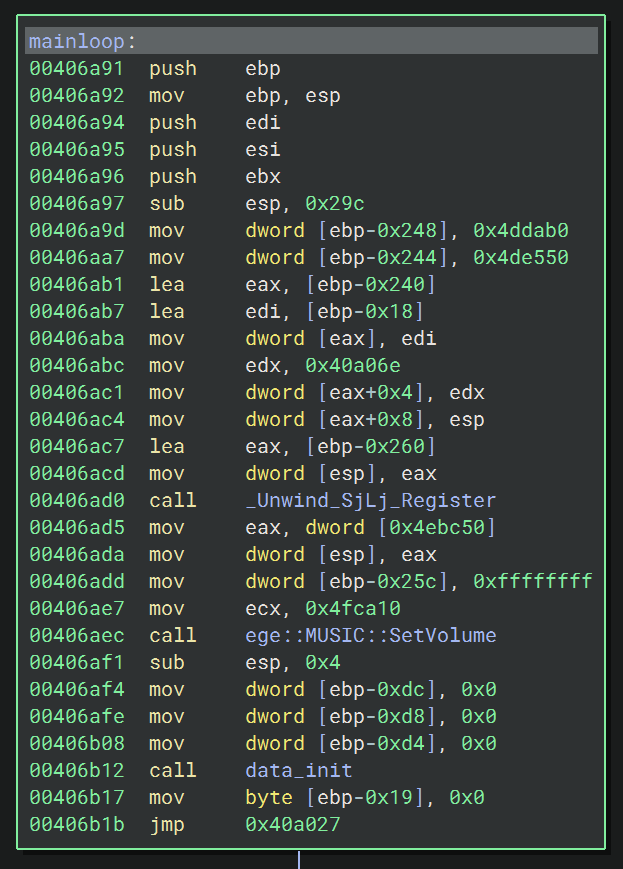 mainloop:
00406a91 push ebp
00406a92 mov ebp, esp
00406a94 push edi
00406a95 push esi
00406a96 push ebx
00406a97 sub esp, 0x29c
00406a9d mov dword [ebp-0x248], 0x4ddab0
00406aa7 mov dword [ebp-0x244], 0x4de550
00406ab1 lea eax, [ebp-0x240]
00406ab7 lea edi, [ebp-0x18]
00406aba mov dword [eax], edi
00406abc mov edx, 0x40a06e
00406ac1 mov dword [eax+0x4], edx
00406ac4 mov dword [eax+0x8], esp
00406ac7 lea eax, [ebp-0x260]
00406acd mov dword [esp], eax
00406ad0 call _Unwind_SjLj_Register
00406ad5 mov eax, dword [0x4ebc50]
00406ada mov dword [esp], eax
00406add mov dword [ebp-0x25c], 0xffffffff
00406ae7 mov ecx, 0x4fca10
00406aec call ege::MUSIC::SetVolume
00406af1 sub esp, 0x4
00406af4 mov dword [ebp-0xdc], 0x0
00406afe mov dword [ebp-0xd8], 0x0
00406b08 mov dword [ebp-0xd4], 0x0
00406b12 call data_init
00406b17 mov byte [ebp-0x19], 0x0
00406b1b jmp 0x40a027